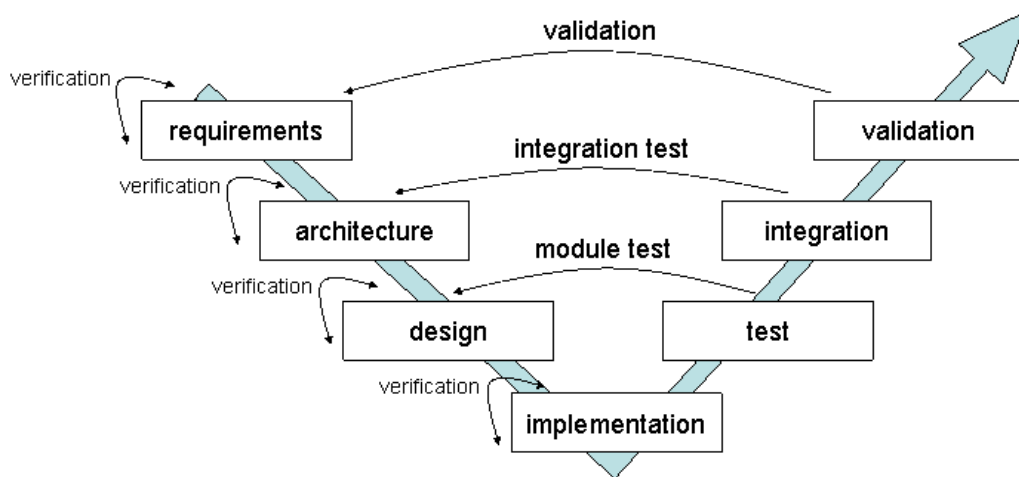 validation
verification
requirements
validation
integration test
verification
architecture
integration
module test
verification
design
test
verification
implementation